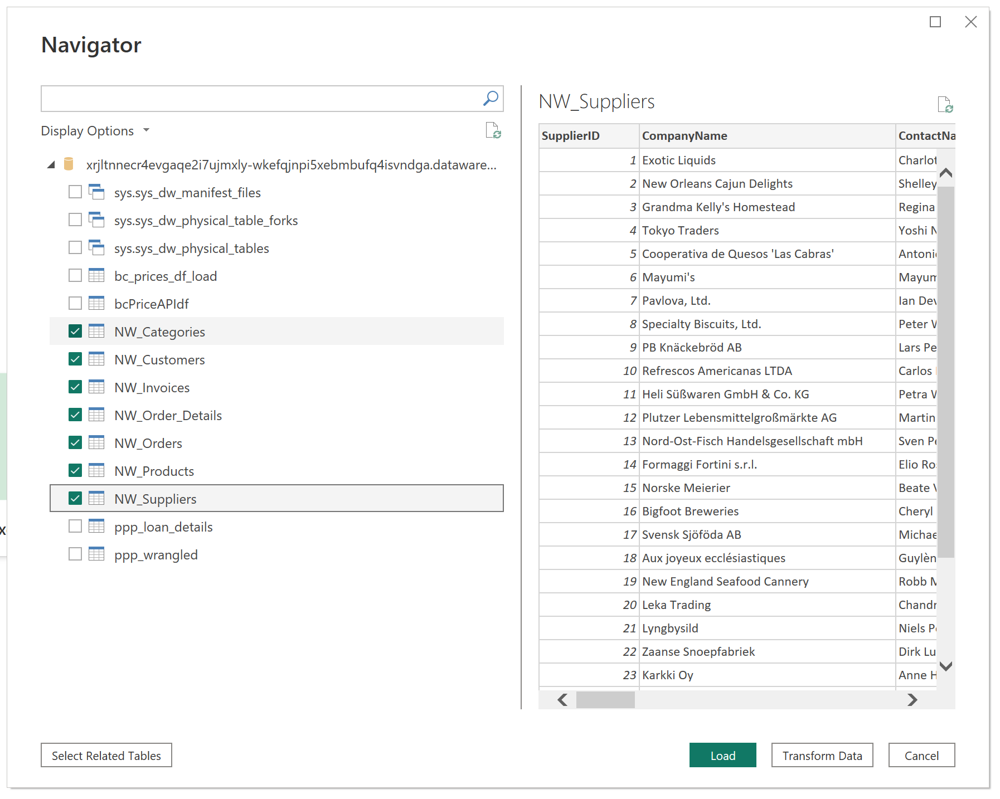 Navigator
Display Options
xrjltnnecr4evgaqe2i7ujmxly-wkefqjnpi5xebmbufq4isvndga.dataware...
sys.sys_dw_manifest_files
sys.sys_dw_physical_table_forks
sys.sys_dw_physical_tables
bc_prices_df_load
bcPriceAPIdf
NW_Categories
NW_Customers
NW_Invoices
NW_Order_Details
NW_Orders
NW_Products
NW_Suppliers
ppp_loan_details
ppp_wrangled
NW_Suppliers
SupplierID CompanyName ContactNa
1 Exotic Liquids Charlot
2 New Orleans Cajun Delights Shelley
3 Grandma Kelly's Homestead Regina
4 Tokyo Traders Yoshi N
5 Cooperativa de Quesos 'Las Cabras' Antoni
6 Mayumi's Mayum
7 Pavlova, Ltd. Ian Dev
8 Specialty Biscuits, Ltd. Peter W
9 PB Knäckebröd AB Lars Pe
10 Refrescos Americanas LTDA Carlos
11 Heli Süßwaren GmbH & Co. KG Petra W
12 Plutzer Lebensmittelgroßmärkte AG Martin
13 Nord-Ost-Fisch Handelsgesellschaft mbH Sven Pe
14 Formaggi Fortini s.r.l. Elio Ro
15 Norske Meierier Beate V
16 Bigfoot Breweries Cheryl
17 Svensk Sjöföda AB Michae
18 Aux joyeux ecclésiastiques Guylèn
19 New England Seafood Cannery Robb M
20 Leka Trading Chandr
21 Lyngbysild Niels P
22 Zaanse Snoepfabriek Dirk Lu
23 Karkki Oy Anne H
Select Related Tables
Load
Transform Data
Cancel